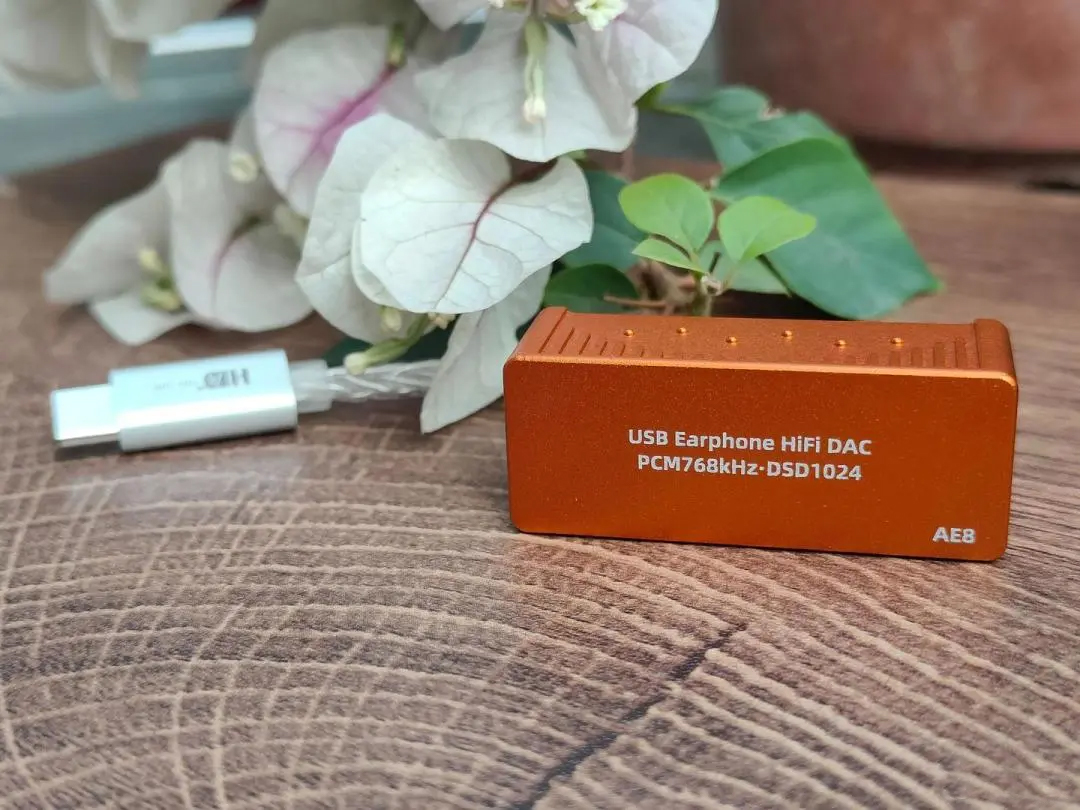 USB Earphone HiFi DAC
PCM768kHz·DSD1024
AE8